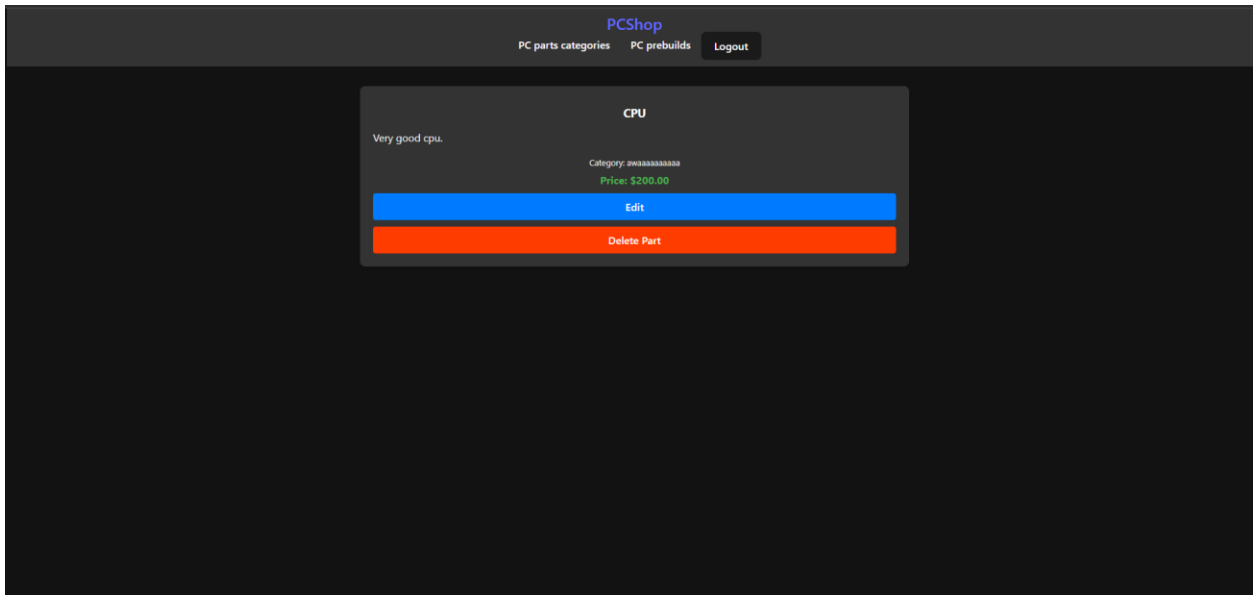 PCShop
PC parts categories PC prebuilds Logout
CPU
Very good cpu.
Category: awaaaaaaaaaa
Price: $200.00
Edit
Delete Part